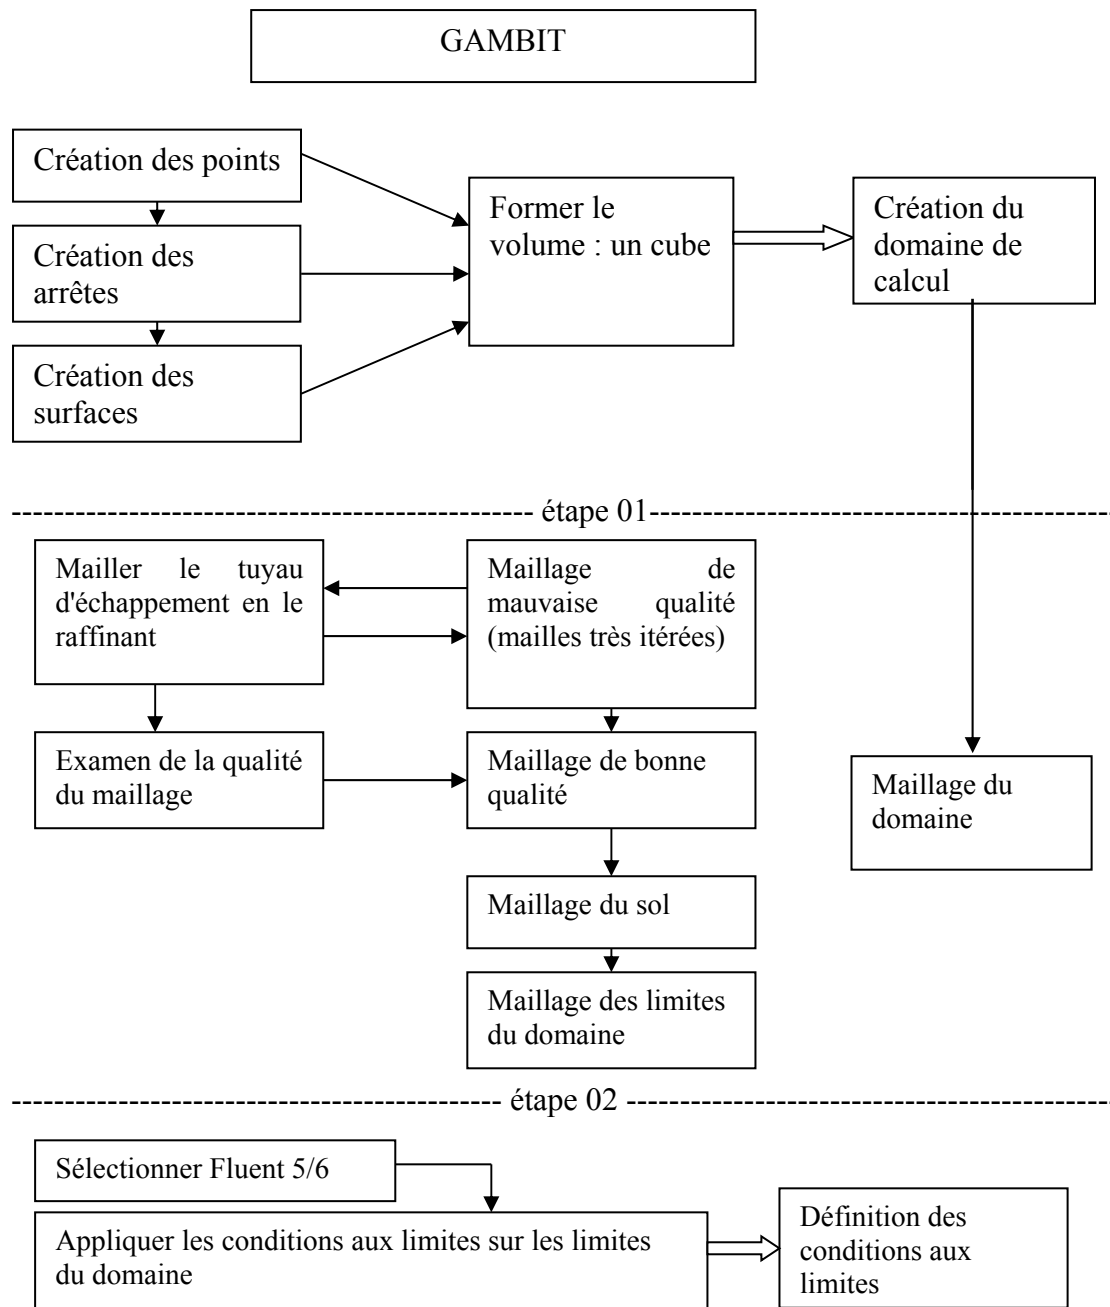 GAMBIT
Création des points
Création des
arrêtes
Création des
surfaces
Former le
volume : un cube
Création du
domaine de
calcul
------------------------------------ étape 01------------------------------------
Mailler le tuyau
d'échappement en le
raffinant
Maillage de
mauvaise qualité
(mailles très itérées)
Examen de la qualité
du maillage
Maillage de bonne
qualité
Maillage du
domaine
Maillage du sol
Maillage des limites
du domaine
---------------------------------- étape 02 ----------------------------------
Sélectionner Fluent 5/6
Appliquer les conditions aux limites sur les limites
du domaine
Définition des
conditions aux
limites